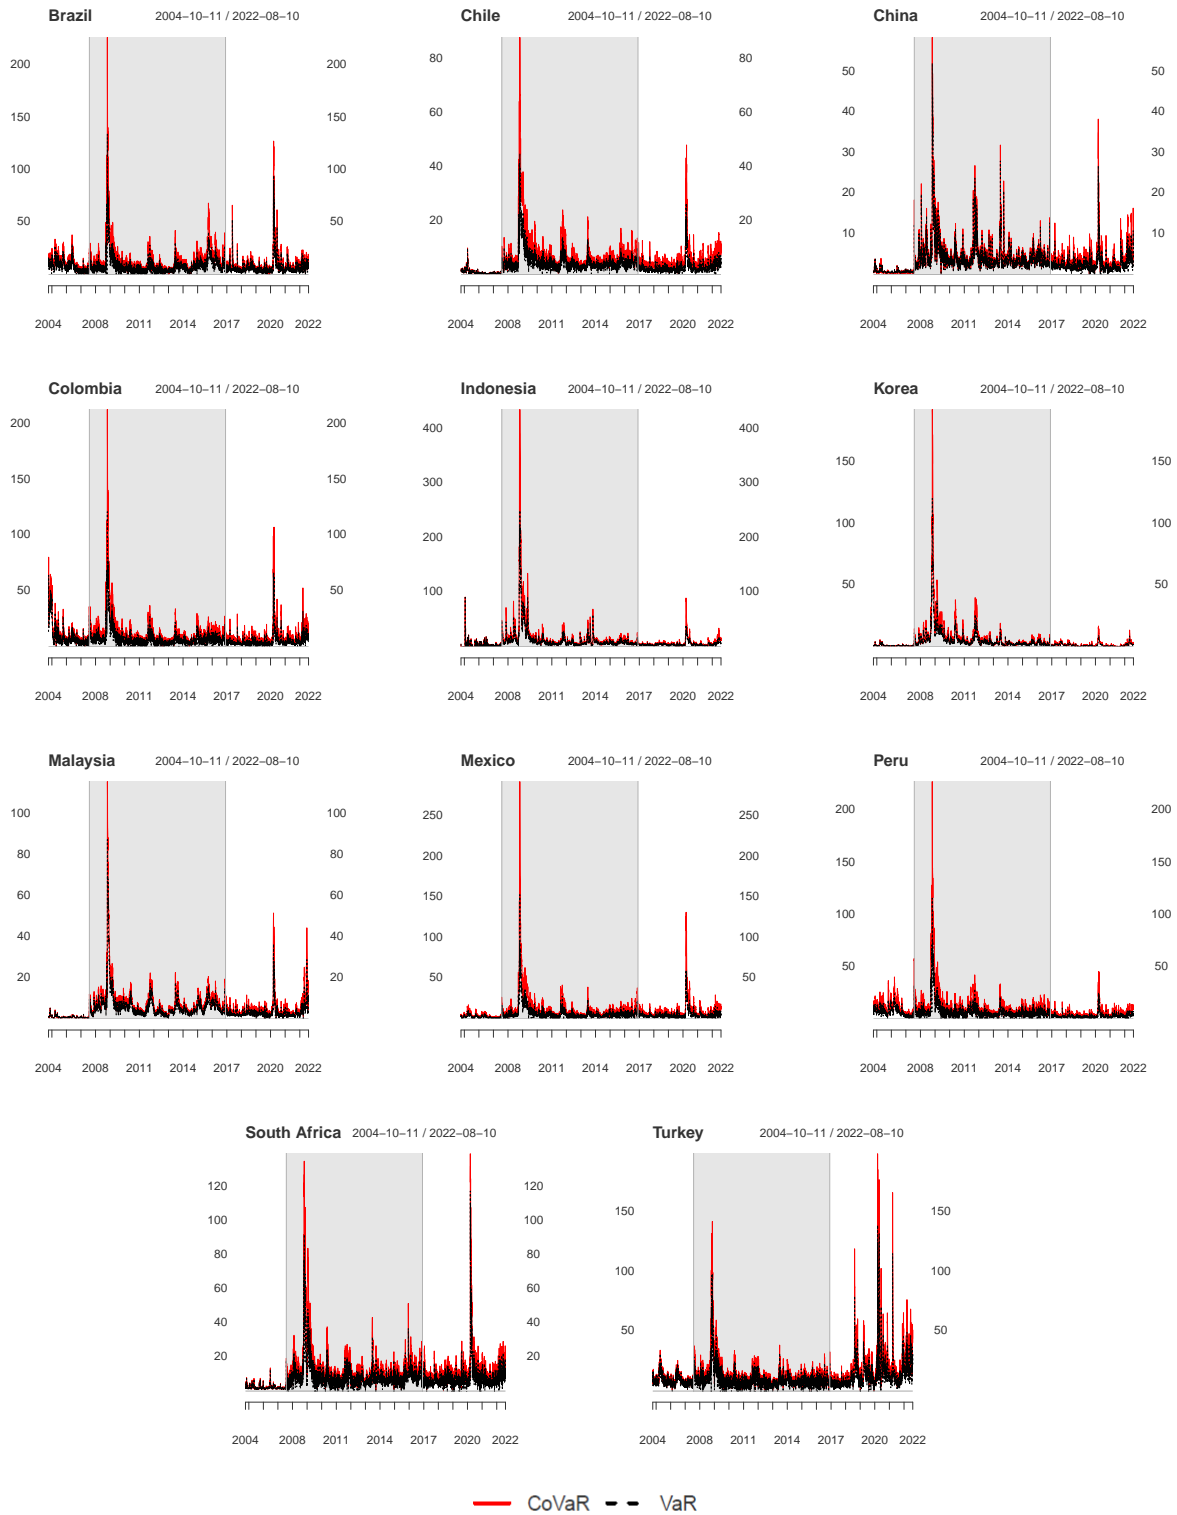 Brazil 2004–10–11 / 2022–08–10
Chile 2004–10–11 / 2022–08–10
China 2004–10–11 / 2022–08–10
200 200
150 150
100 100
50 50
80 80
60 60
40 40
20 20
50 50
40 40
30 30
20 20
10 10
2004 2008 2011 2014 2017 2020 2022
2004 2008 2011 2014 2017 2020 2022
2004 2008 2011 2014 2017 2020 2022
Colombia 2004–10–11 / 2022–08–10
Indonesia 2004–10–11 / 2022–08–10
Korea 2004–10–11 / 2022–08–10
200 200
150 150
100 100
50 50
400 400
300 300
200 200
100 100
150 150
100 100
50 50
2004 2008 2011 2014 2017 2020 2022
2004 2008 2011 2014 2017 2020 2022
2004 2008 2011 2014 2017 2020 2022
Malaysia 2004–10–11 / 2022–08–10
Mexico 2004–10–11 / 2022–08–10
Peru 2004–10–11 / 2022–08–10
100 100
80 80
60 60
40 40
20 20
250 250
200 200
150 150
100 100
50 50
200 200
150 150
100 100
50 50
2004 2008 2011 2014 2017 2020 2022
2004 2008 2011 2014 2017 2020 2022
2004 2008 2011 2014 2017 2020 2022
South Africa 2004–10–11 / 2022–08–10
Turkey 2004–10–11 / 2022–08–10
120 120
100 100
80 80
60 60
40 40
20 20
150 150
100 100
50 50
2004 2008 2011 2014 2017 2020 2022
2004 2008 2011 2014 2017 2020 2022
CoVaR VaR